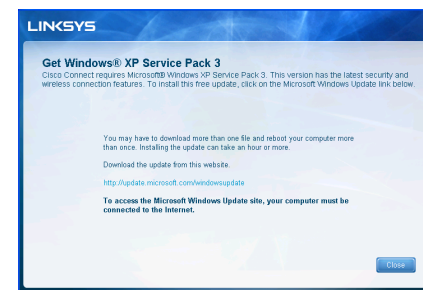 LINKSYS
Get Windows® XP Service Pack 3
Cisco Connect requires Microsoft® Windows XP Service Pack 3. This version has the latest security and
wireless connection features. To install this free update, click on the Microsoft Windows Update link below.
You may have to download more than one file and reboot your computer more
than once. Installing the update can take an hour or more.
Download the update from this website.
http://update.microsoft.com/windowsupdate
To access the Microsoft Windows Update site, your computer must be
connected to the Internet.
Close